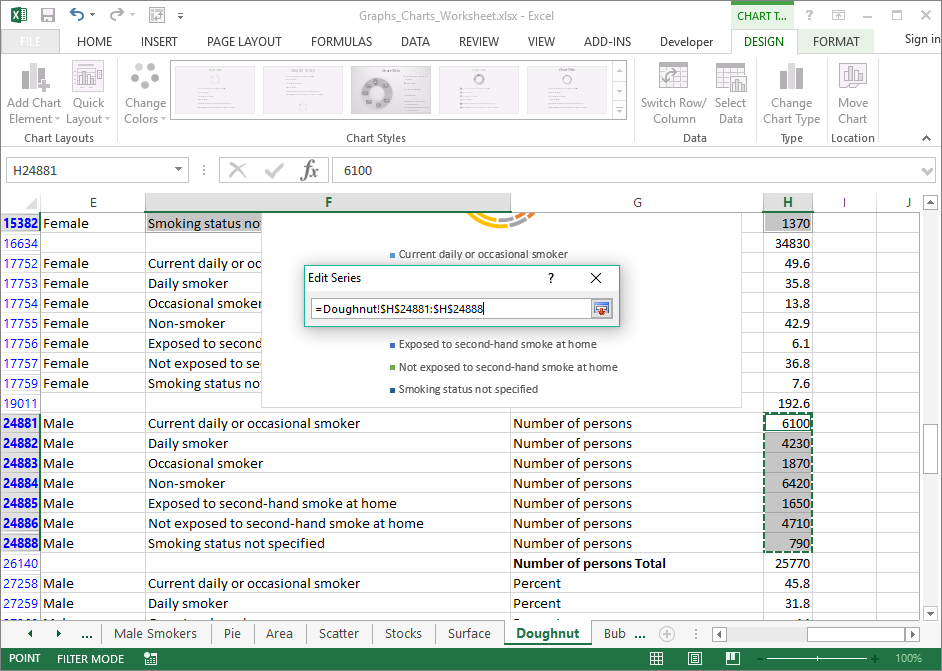 Graphs_Charts_Worksheet.xlsx - Excel
CHART T...
?
FILE
HOME
INSERT
PAGE LAYOUT
FORMULAS
DATA
REVIEW
VIEW
ADD-INS
Developer
DESIGN
FORMAT
Sign in
Add Chart
Element
Quick
Layout
Change
Colors
Switch Row/
Column
Select
Data
Change
Chart Type
Move
Chart
Chart Layouts
Chart Styles
Data
Type
Location
H24881
fx
6100
E F G H I J
15382 Female Smoking status no 1370
16634 34830
17752 Female Current daily or oc 49.6
17753 Female Daily smoker 35.8
17754 Female Occasional smoker 13.8
17755 Female Non-smoker 42.9
17756 Female Exposed to second 6.1
17757 Female Not exposed to se 36.8
17759 Female Smoking status no 7.6
19011 192.6
Current daily or occasional smoker
Edit Series ?
=Doughnut!$H$24881:$H$24888
Exposed to second-hand smoke at home
Not exposed to second-hand smoke at home
Smoking status not specified
24881 Male Current daily or occasional smoker Number of persons 6100
24882 Male Daily smoker Number of persons 4230
24883 Male Occasional smoker Number of persons 1870
24884 Male Non-smoker Number of persons 6420
24885 Male Exposed to second-hand smoke at home Number of persons 1650
24886 Male Not exposed to second-hand smoke at home Number of persons 4710
24888 Male Smoking status not specified Number of persons 790
26140 Number of persons Total 25770
27258 Male Current daily or occasional smoker Percent 45.8
27259 Male Daily smoker Percent 31.8
... Male Smokers Pie Area Scatter Stocks Surface Doughnut Bub ...
POINT FILTER MODE 100%